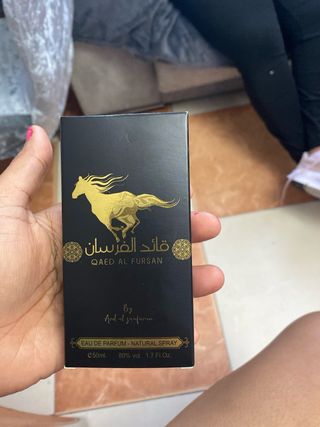 قائد الفرسان
QAED AL FURSAN
By
EAU DE PARFUM - NATURAL SPRAY
℮50ml. 80% vol. 1.7 Fl.Oz.